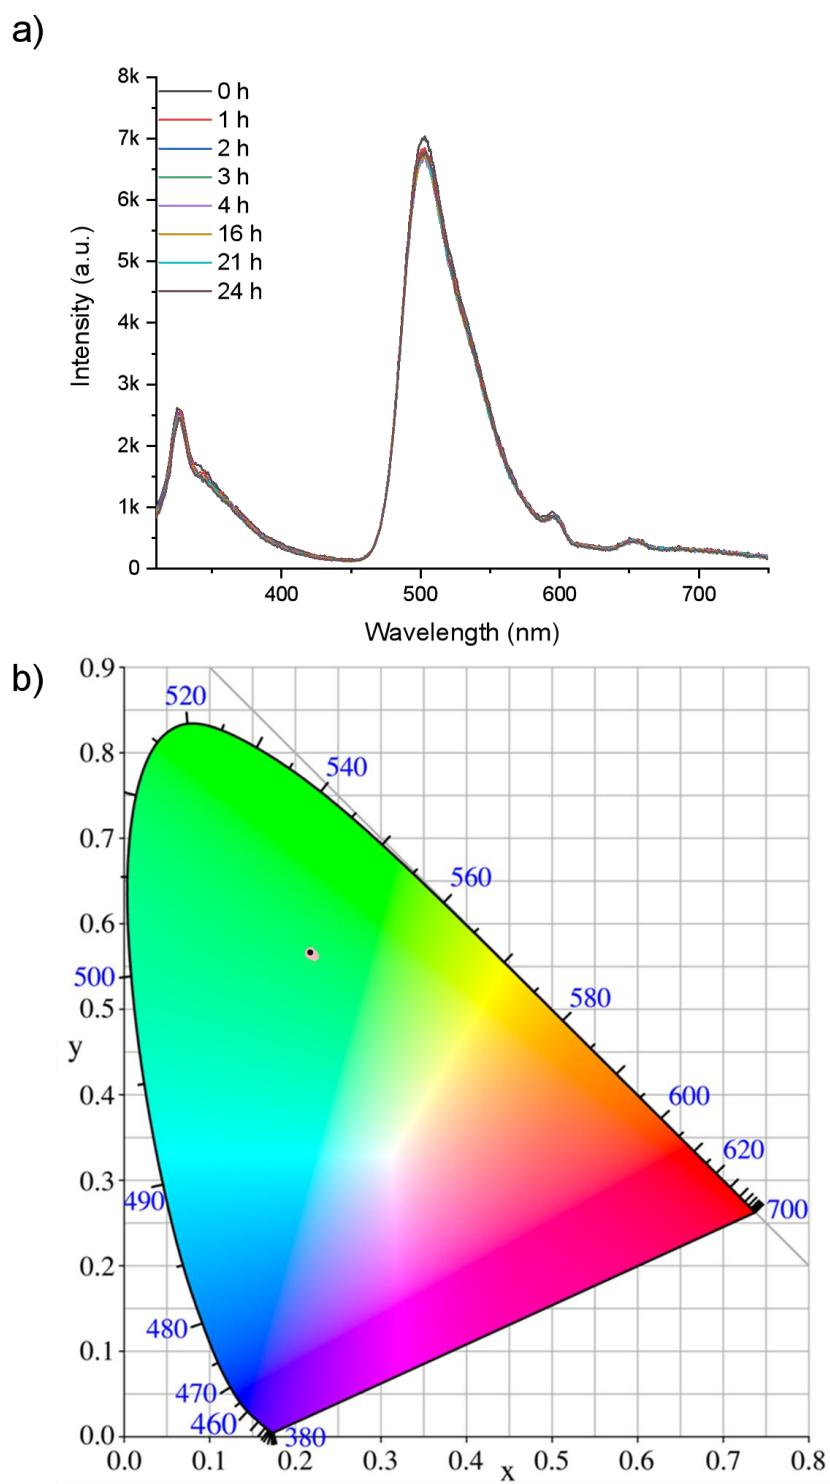 a)
8k
7k
6k
5k
4k
3k
2k
1k
0
0 h
1 h
2 h
3 h
4 h
16 h
21 h
24 h
Intensity (a.u.)
400 500 600 700
Wavelength (nm)
b)
0.9
0.8
0.7
0.6
0.5
y
0.4
0.3
0.2
0.1
0.0
520
540
560
500
580
600
620
490
700
480
470
460
380
0.0 0.1 0.2 0.3 0.4 0.5 0.6 0.7 0.8
x